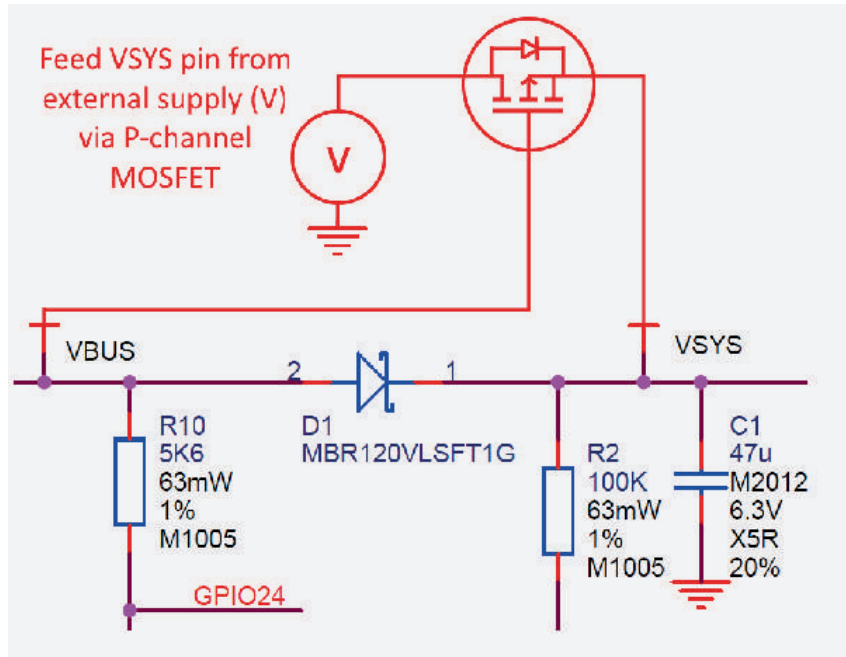 Feed VSYS pin from
external supply (V)
via P-channel
MOSFET
V
VBUS
2
1
VSYS
R10
5K6
63mW
1%
M1005
D1
MBR120VLSFT1G
R2
100K
63mW
1%
M1005
C1
47u
M2012
6.3V
X5R
20%
GPIO24